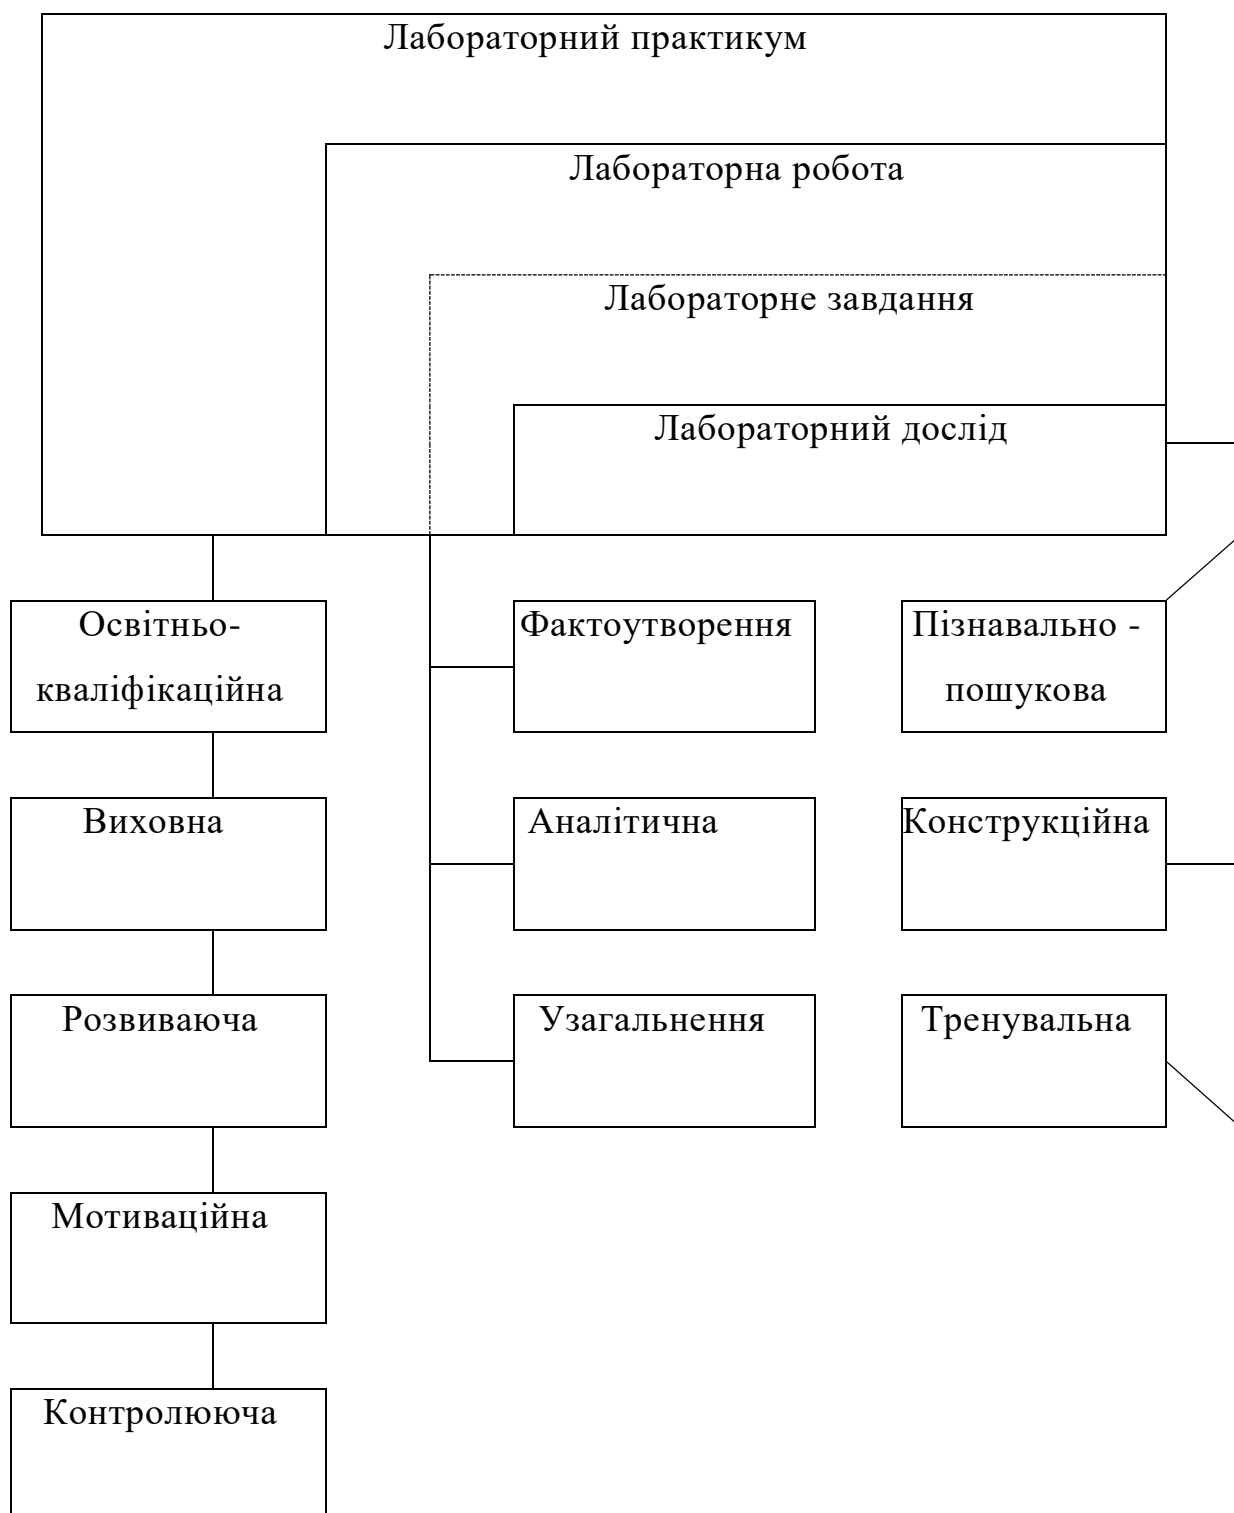 Лабораторний практикум
Лабораторна робота
Лабораторне завдання
Лабораторний дослід
Освітньо-
кваліфікаційна
Фактоутворення
Пізнавально -
пошукова
Виховна
Аналітична
Конструкційна
Розвиваюча
Узагальнення
Тренувальна
Мотиваційна
Контролююча